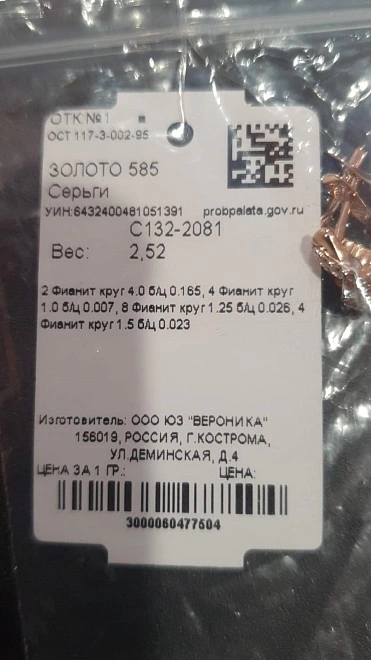 ОТК №1
ОСТ 117-3-002-95
ЗОЛОТО 585
Серьги
УИН:6432400481051391 probpalata.gov.ru
С132-2081
Вес: 2,52
2 Фианит круг 4.0 б/ц 0.165, 4 Фианит круг
1.0 б/ц 0.007, 8 Фианит круг 1.25 б/ц 0.026, 4
Фианит круг 1.5 б/ц 0.023
Изготовитель: ООО ЮЗ "ВЕРОНИКА"
156019, РОССИЯ, Г.КОСТРОМА,
УЛ.ДЕМИНСКАЯ, Д.4
ЦЕНА ЗА 1 ГР.: ЦЕНА:
3000060477504